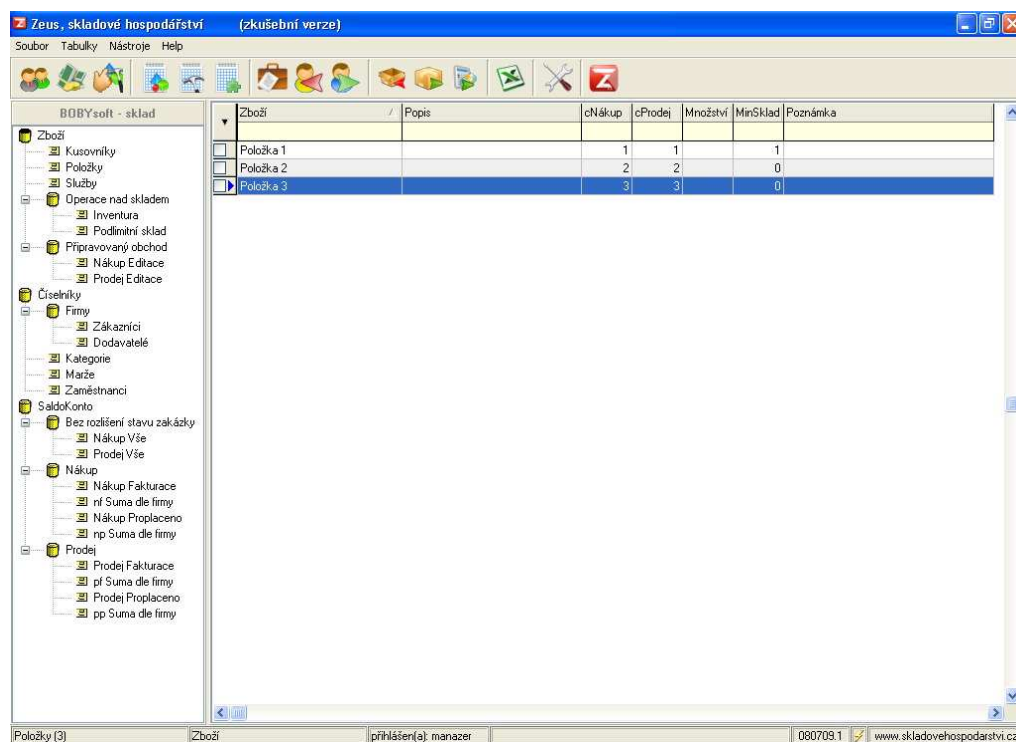 Zeus, skladové hospodářství (zkušební verze)
Soubor Tabulky Nástroje Help
BOBYsoft - sklad
Zboží
Kusovníky
Položky
Služby
Operace nad skladem
Inventura
Podlimitní sklad
Připravovaný obchod
Nákup Editace
Prodej Editace
Číselníky
Firmy
Zákazníci
Dodavatelé
Kategorie
Marže
Zaměstnanci
SaldoKonto
Bez rozlišení stavu zakázky
Nákup Vše
Prodej Vše
Nákup
Nákup Fakturace
nf Suma dle firmy
Nákup Proplaceno
np Suma dle firmy
Prodej
Prodej Fakturace
pf Suma dle firmy
Prodej Proplaceno
pp Suma dle firmy
Zboží Popis cNákup cProdej Množství MinSklad Poznámka
Položka 1 1 1 1
Položka 2 2 2 0
Položka 3 3 3 0
Položky (3) Zboží přihlášen(a): manazer 080709.1 www.skladovehospodarstvi.cz